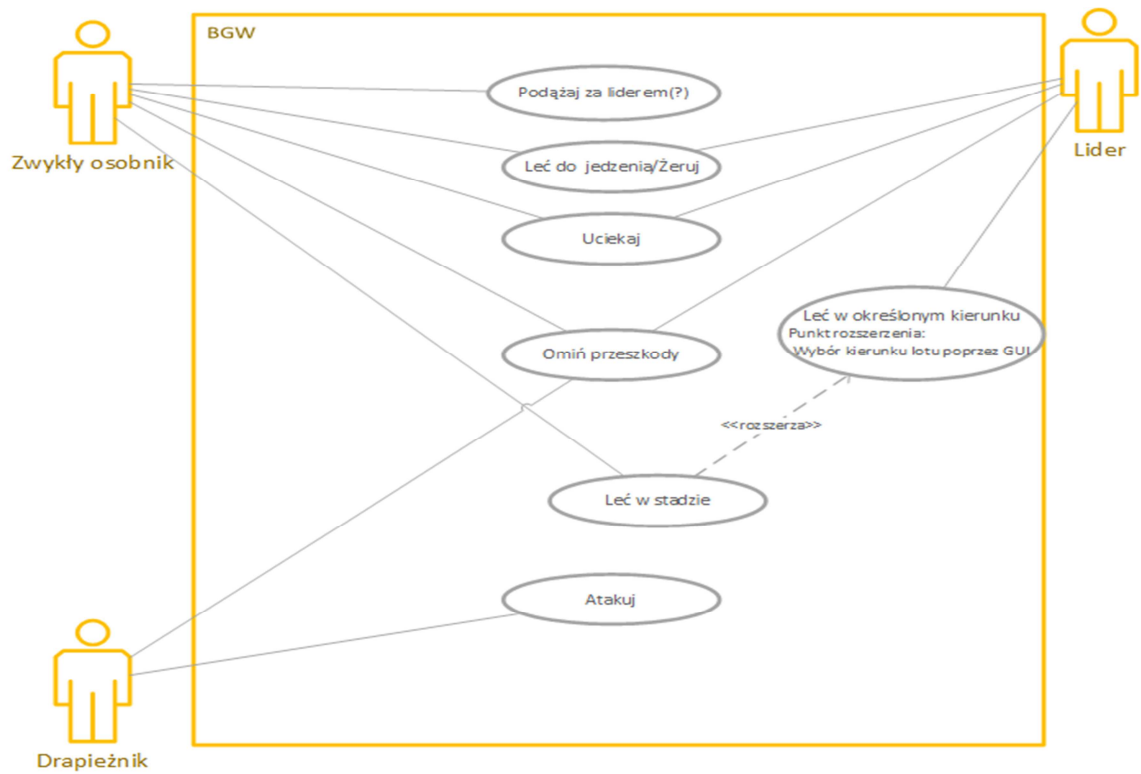 BGW
Podążaj za liderem(?)
Zwykły osobnik
Lider
Leć do jedzenia/Żeruj
Uciekaj
Leć w określonym kierunku
Punkt rozszerzenia:
Wybór kierunku lotu poprzez GUI
Omiń przeszkody
<<rozszerza>>
Leć w stadzie
Atakuj
Drapieżnik